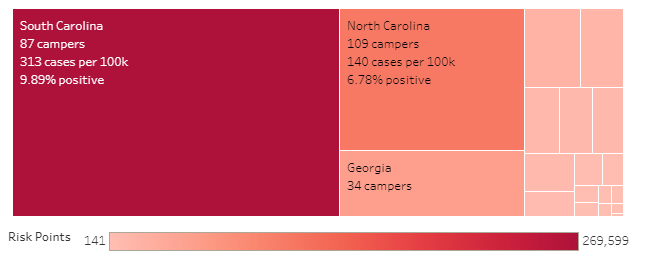 South Carolina
87 campers
313 cases per 100k
9.89% positive
North Carolina
109 campers
140 cases per 100k
6.78% positive
Georgia
34 campers
Risk Points
141
269,599